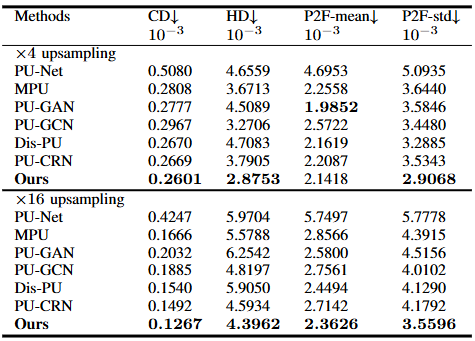 Methods CD↓ HD↓ P2F-mean↓ P2F-std↓
10⁻³ 10⁻³ 10⁻³ 10⁻³
×4 upsampling
PU-Net 0.5080 4.6559 4.6953 5.0935
MPU 0.2808 3.6713 2.2558 3.6440
PU-GAN 0.2777 4.5089 1.9852 3.5846
PU-GCN 0.2967 3.2706 2.5722 3.4480
Dis-PU 0.2670 4.7083 2.1619 3.2885
PU-CRN 0.2669 3.7905 2.2087 3.5343
Ours 0.2601 2.8753 2.1418 2.9068
×16 upsampling
PU-Net 0.4247 5.9704 5.7497 5.7778
MPU 0.1666 5.5788 2.8566 4.3915
PU-GAN 0.2032 6.2542 2.5800 4.5156
PU-GCN 0.1885 4.8197 2.7561 4.0102
Dis-PU 0.1540 5.9050 2.4494 4.1290
PU-CRN 0.1492 4.5934 2.7142 4.1792
Ours 0.1267 4.3962 2.3626 3.5596